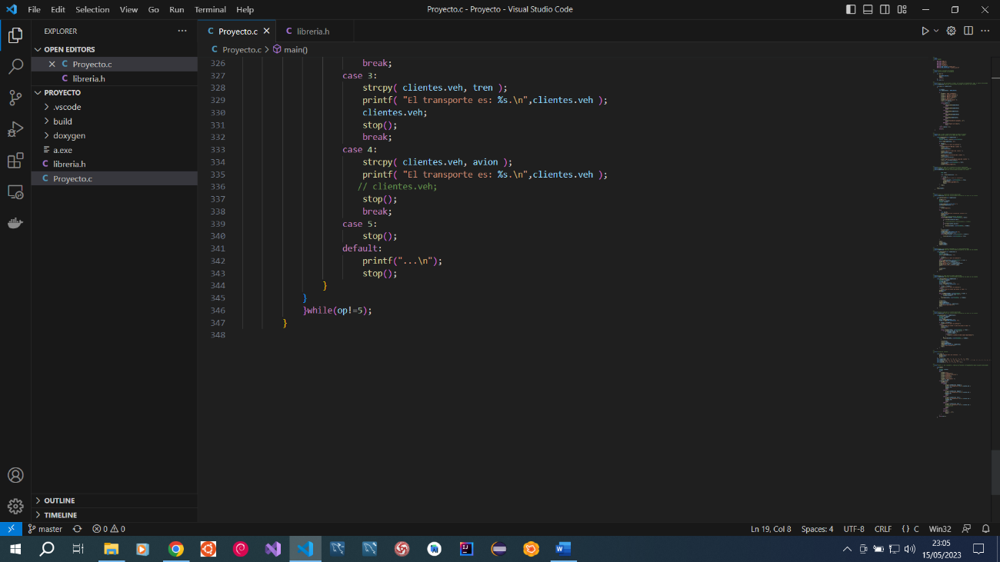 File Edit Selection View Go Run Terminal Help
Proyecto.c - Proyecto - Visual Studio Code
EXPLORER
OPEN EDITORS
Proyecto.c
libreria.h
PROYECTO
.vscode
build
doxygen
a.exe
libreria.h
Proyecto.c
OUTLINE
TIMELINE
Proyecto.c libreria.h
Proyecto.c main()
326 break;
327 case 3:
328 strcpy( clientes.veh, tren );
329 printf( "El transporte es: %s.\n",clientes.veh );
330 clientes.veh;
331 stop();
332 break;
333 case 4:
334 strcpy( clientes.veh, avion );
335 printf( "El transporte es: %s.\n",clientes.veh );
336 // clientes.veh;
337 stop();
338 break;
339 case 5:
340 stop();
341 default:
342 printf("...\n");
343 stop();
344 }
345 }
346 }while(op!=5);
347 }
348
master 0 0
Ln 19, Col 8 Spaces: 4 UTF-8 CRLF {} C Win32
23:05
15/05/2023